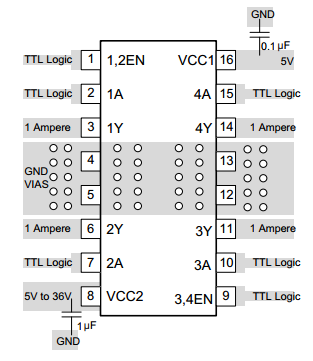 GND
0.1 µF
TTL Logic 1 1,2EN VCC1 16 5V
TTL Logic 2 1A 4A 15 TTL Logic
1 Ampere 3 1Y 4Y 14 1 Ampere
GND
VIAS
4 13
5 12
1 Ampere 6 2Y 3Y 11 1 Ampere
TTL Logic 7 2A 3A 10 TTL Logic
5V to 36V 8 VCC2 3,4EN 9 TTL Logic
1 µF
GND